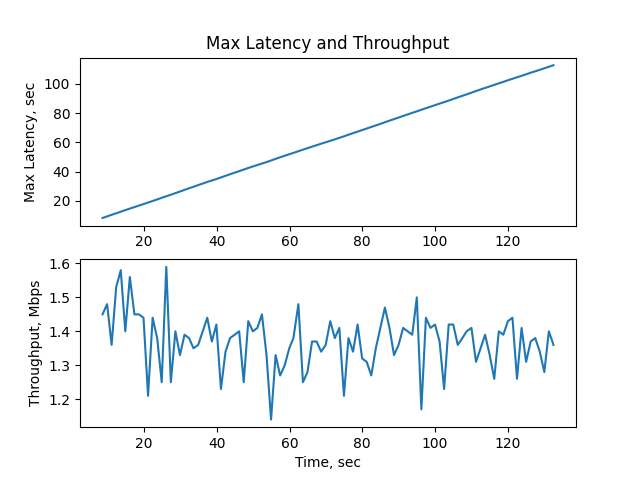 Max Latency and Throughput
Max Latency, sec
100
80
60
40
20
20 40 60 80 100 120
Throughput, Mbps
1.6
1.5
1.4
1.3
1.2
20 40 60 80 100 120
Time, sec